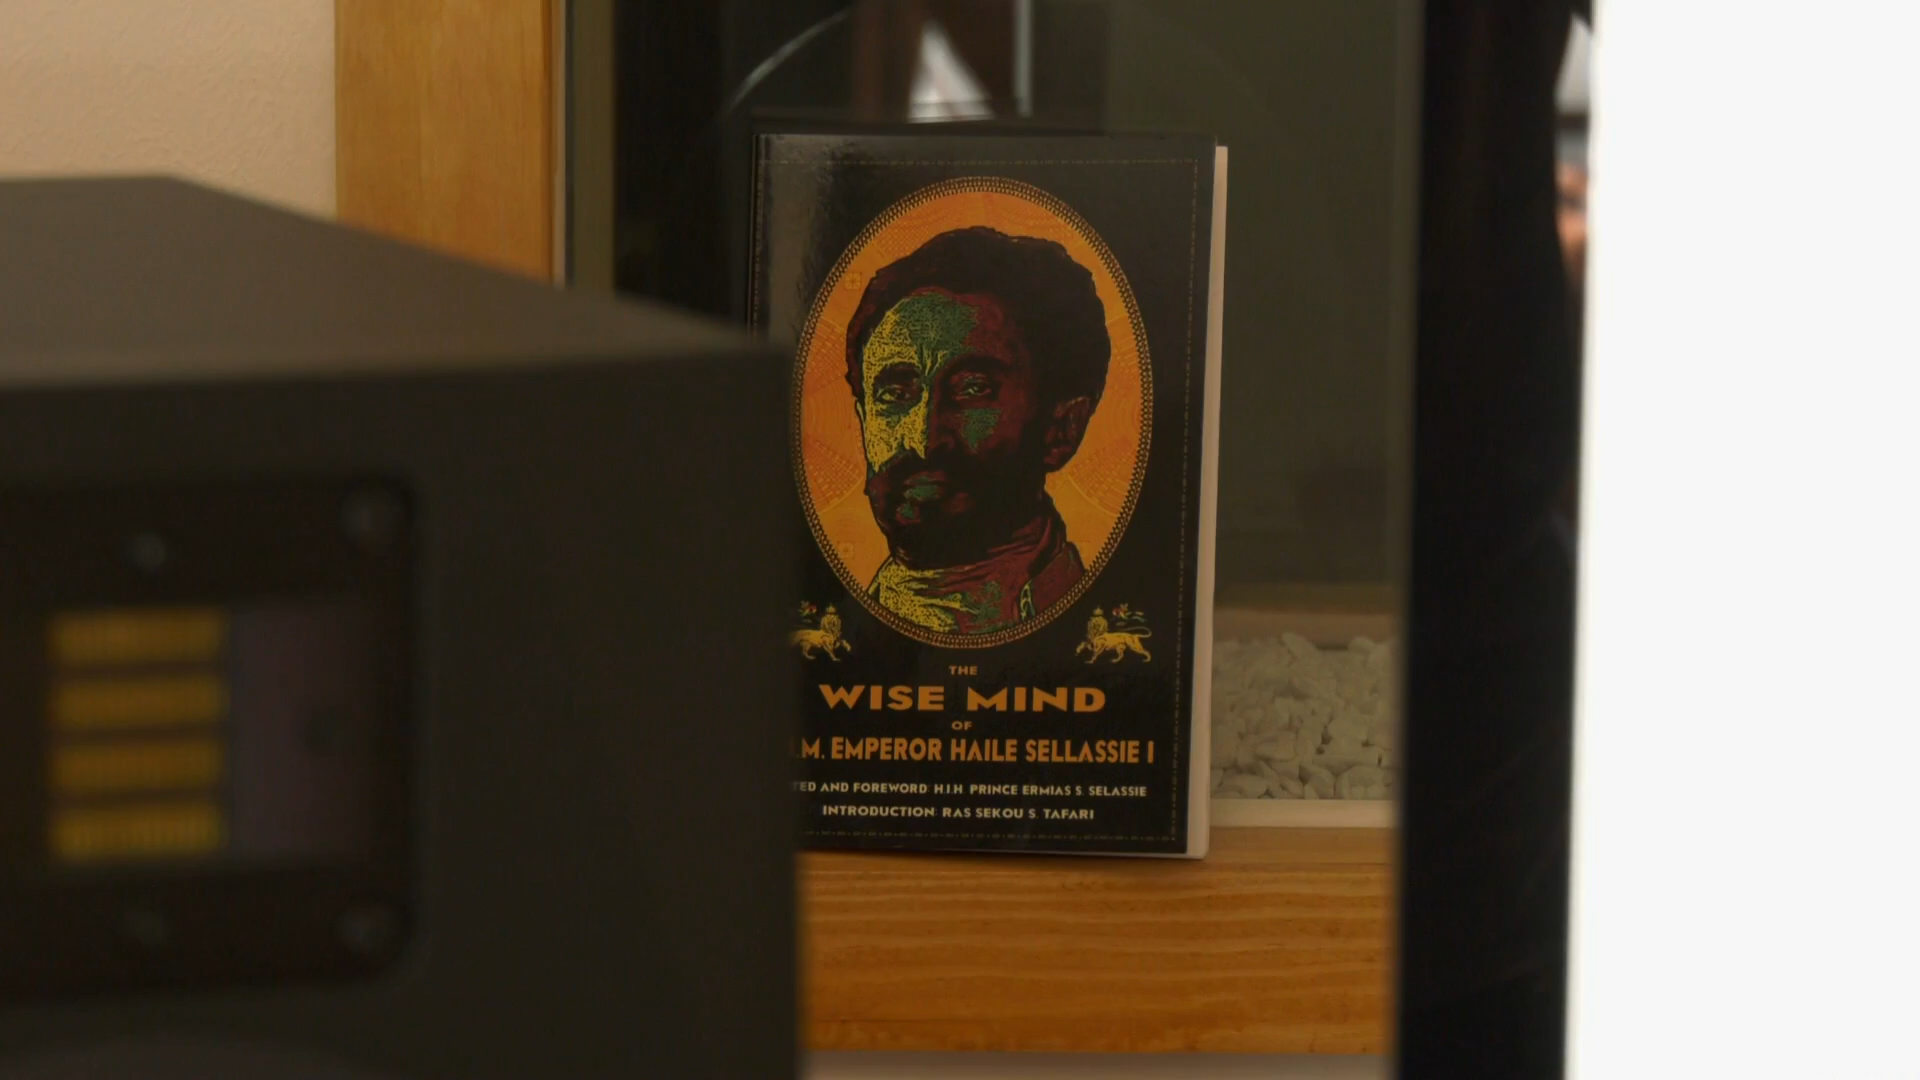 THE
WISE MIND
OF
.M. EMPEROR HAILE SELLASSIE I
TED AND FOREWORD H.I.H PRINCE ERMIAS S. SELASSIE
INTRODUCTION: RAS SEKOU S. TAFARI